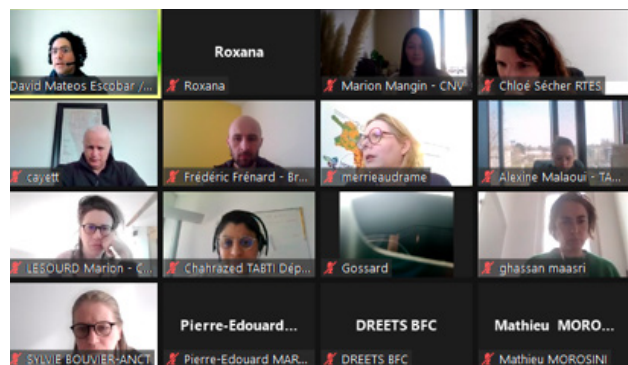 David Mateos Escobar /...
Roxana
Roxana
Marion Mangin - CNV
Chloé Sécher RTES
cayett
Frédéric Frénard - Br...
merrieaudrame
Alexine Malaoui - TA...
LESOURD Marion - C...
Chahrazed TABTI Dép...
Gossard
ghassan maasri
SYLVIE BOUVIER-ANCT
Pierre-Edouard...
Pierre-Edouard MAR...
DREETS BFC
DREETS BFC
Mathieu MORO...
Mathieu MOROSINI